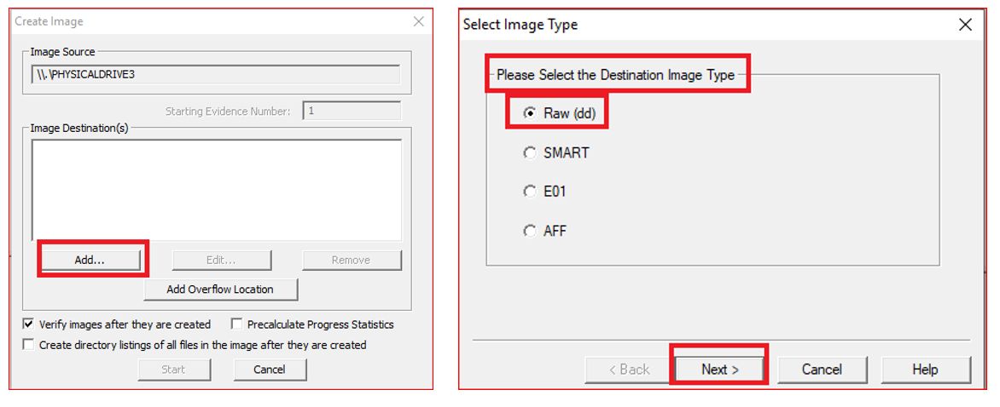 Create Image
Image Source
\\.\PHYSICALDRIVE3
Starting Evidence Number: 1
Image Destination(s)
Add...
Edit...
Remove
Add Overflow Location
Verify images after they are created
Precalculate Progress Statistics
Create directory listings of all files in the image after they are created
Start
Cancel
Select Image Type
Please Select the Destination Image Type
Raw (dd)
SMART
E01
AFF
< Back
Next >
Cancel
Help